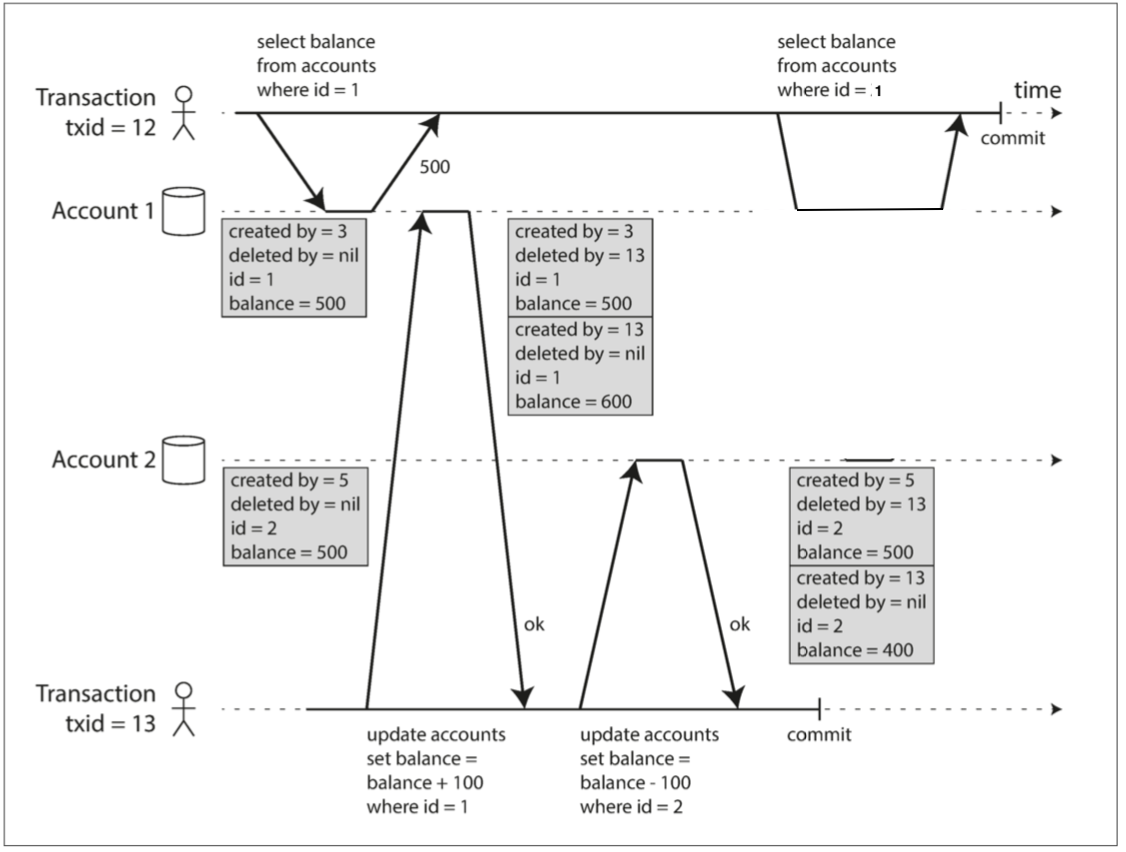 select balance
from accounts
where id = 1
select balance
from accounts
where id = 1
time
Transaction
txid = 12
commit
500
Account 1
created by = 3
deleted by = nil
id = 1
balance = 500
created by = 3
deleted by = 13
id = 1
balance = 500
created by = 13
deleted by = nil
id = 1
balance = 600
Account 2
created by = 5
deleted by = nil
id = 2
balance = 500
created by = 5
deleted by = 13
id = 2
balance = 500
created by = 13
deleted by = nil
id = 2
balance = 400
ok
ok
Transaction
txid = 13
update accounts
set balance =
balance + 100
where id = 1
update accounts
set balance =
balance - 100
where id = 2
commit